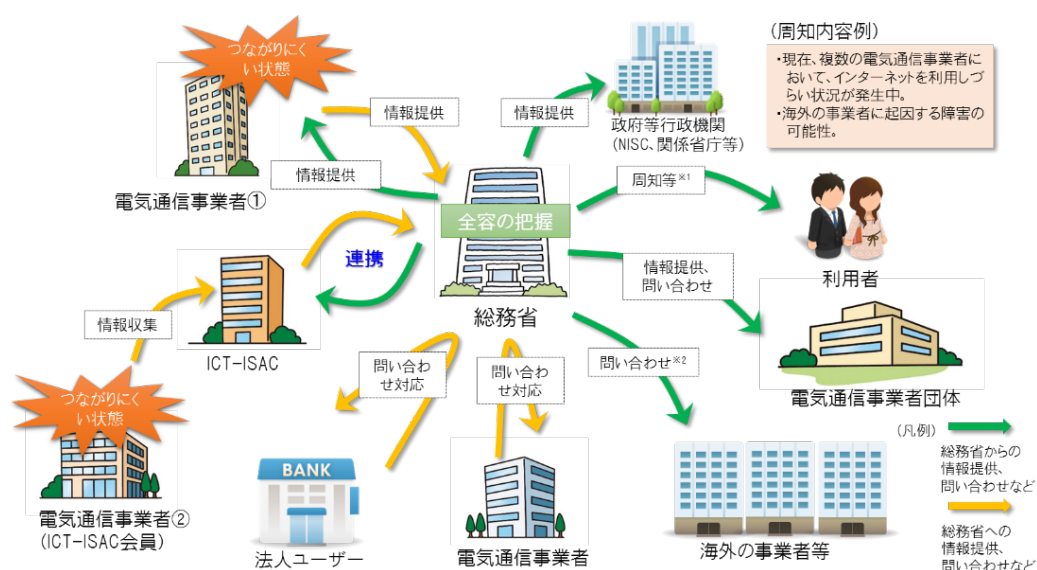 つながりにく
い状態
電気通信事業者①
情報提供
情報提供
情報提供
政府等行政機関
(NISC、関係省庁等)
(周知内容例)
・現在、複数の電気通信事業者に
おいて、インターネットを利用しづ
らい状況が発生中。
・海外の事業者に起因する障害の
可能性。
全容の把握
総務省
周知等※1
利用者
連携
情報収集
ICT-ISAC
情報提供、
問い合わせ
電気通信事業者団体
つながりにく
い状態
電気通信事業者②
(ICT-ISAC会員)
問い合わ
せ対応
BANK
法人ユーザー
問い合わ
せ対応
電気通信事業者
問い合わせ※2
海外の事業者等
(凡例)
総務省からの
情報提供、
問い合わせなど
総務省への
情報提供、
問い合わせなど